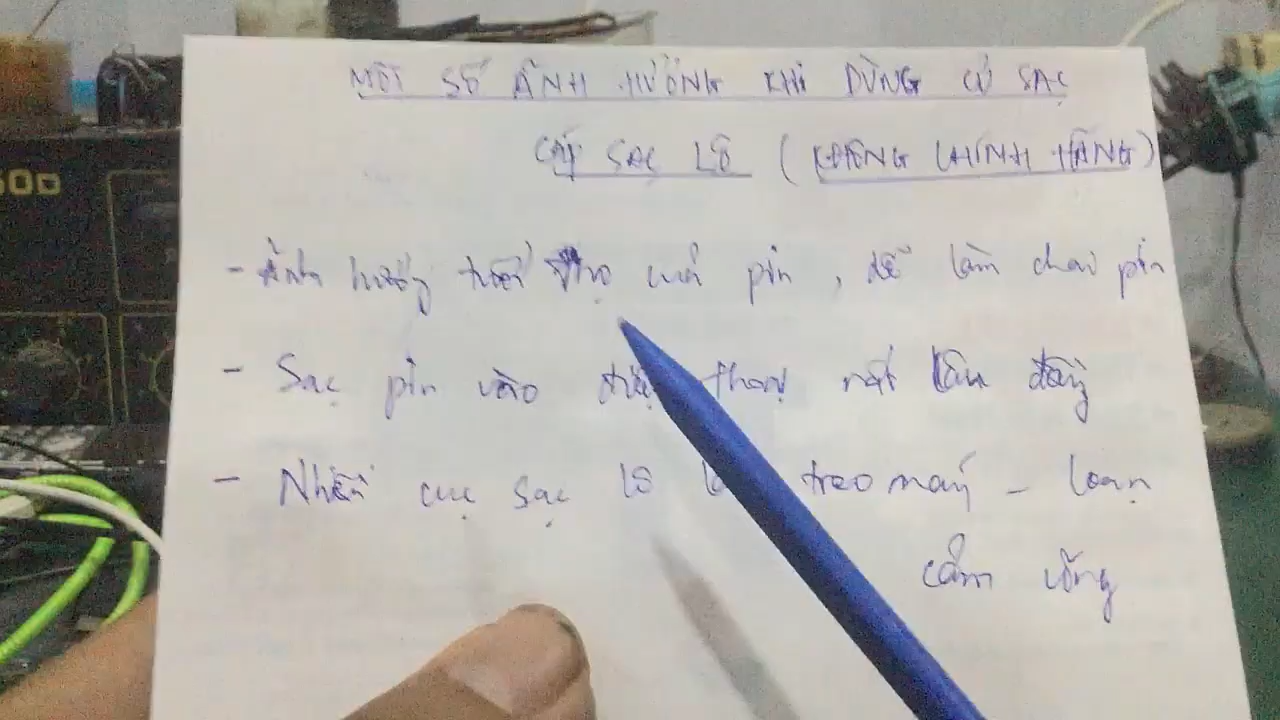 MỘT SỐ ẢNH HƯỞNG KHI DÙNG CỦ SẠC
CÁP SẠC LÔ (KHÔNG CHÍNH HÃNG)
- Ảnh hưởng tuổi thọ của pin, dễ làm chai pin
- Sạc pin vào điện thoại rất lâu đầy
- Nhiều cục sạc lô treo máy - loạn
cảm ứng
50D